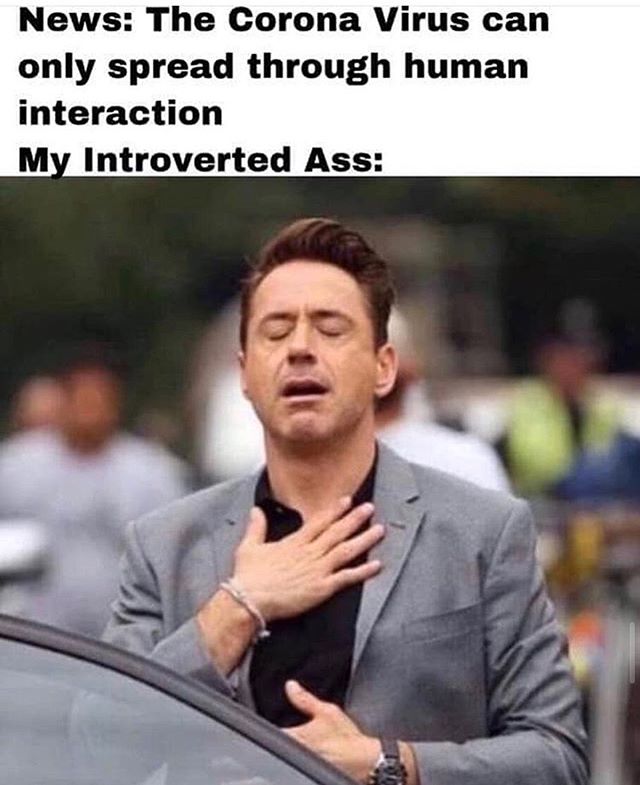 News: The Corona Virus can
only spread through human
interaction
My Introverted Ass: